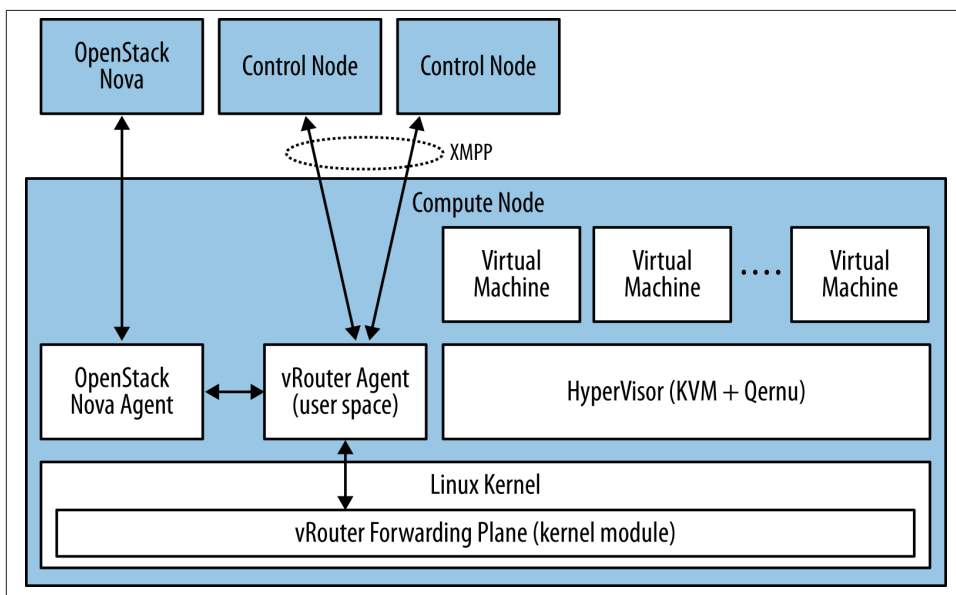 OpenStack
Nova
Control Node
Control Node
XMPP
Compute Node
Virtual
Machine
Virtual
Machine
....
Virtual
Machine
OpenStack
Nova Agent
vRouter Agent
(user space)
HyperVisor (KVM + Qernu)
Linux Kernel
vRouter Forwarding Plane (kernel module)